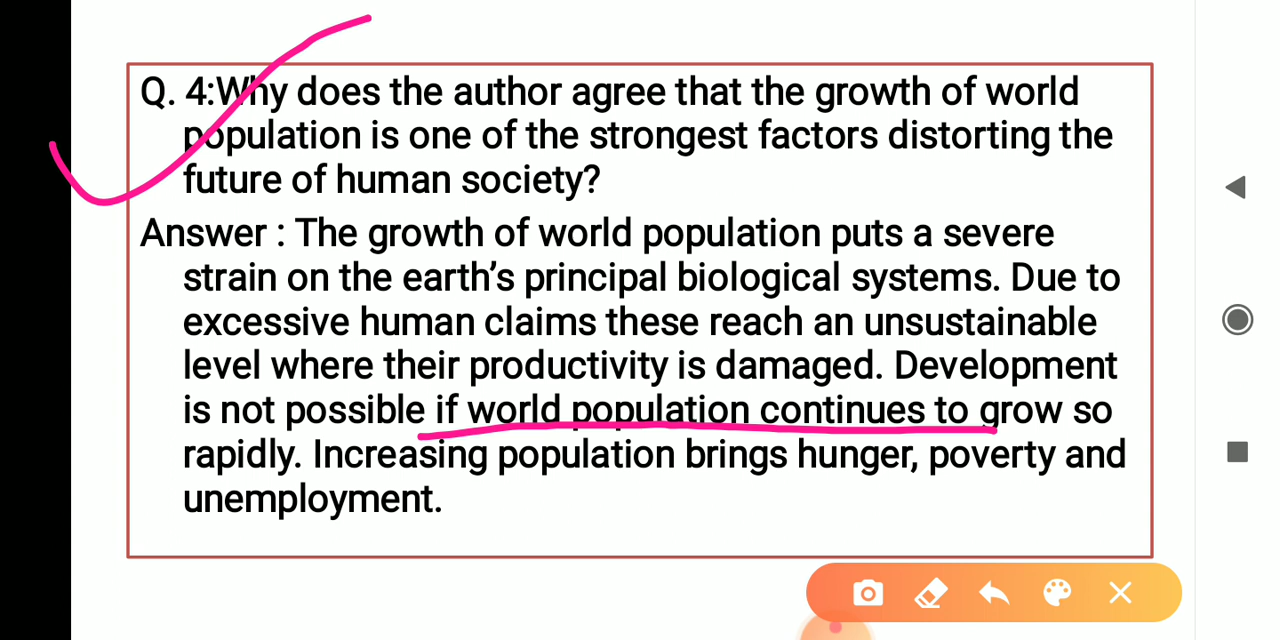 Q. 4:Why does the author agree that the growth of world
population is one of the strongest factors distorting the
future of human society?
Answer : The growth of world population puts a severe
strain on the earth’s principal biological systems. Due to
excessive human claims these reach an unsustainable
level where their productivity is damaged. Development
is not possible if world population continues to grow so
rapidly. Increasing population brings hunger, poverty and
unemployment.